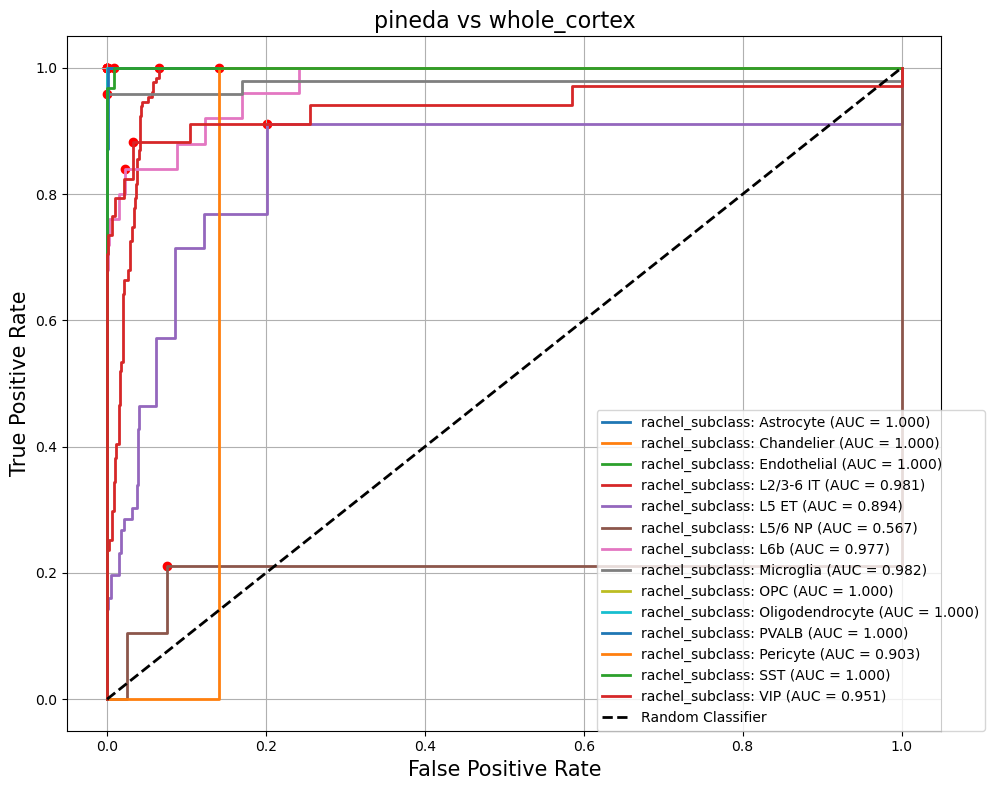 pineda vs whole_cortex
True Positive Rate
1.0
0.8
0.6
0.4
0.2
0.0
rachel_subclass: Astrocyte (AUC = 1.000)
rachel_subclass: Chandelier (AUC = 1.000)
rachel_subclass: Endothelial (AUC = 1.000)
rachel_subclass: L2/3-6 IT (AUC = 0.981)
rachel_subclass: L5 ET (AUC = 0.894)
rachel_subclass: L5/6 NP (AUC = 0.567)
rachel_subclass: L6b (AUC = 0.977)
rachel_subclass: Microglia (AUC = 0.982)
rachel_subclass: OPC (AUC = 1.000)
rachel_subclass: Oligodendrocyte (AUC = 1.000)
rachel_subclass: PVALB (AUC = 1.000)
rachel_subclass: Pericyte (AUC = 0.903)
rachel_subclass: SST (AUC = 1.000)
rachel_subclass: VIP (AUC = 0.951)
Random Classifier
0.0 0.2 0.4 0.6 0.8 1.0
False Positive Rate